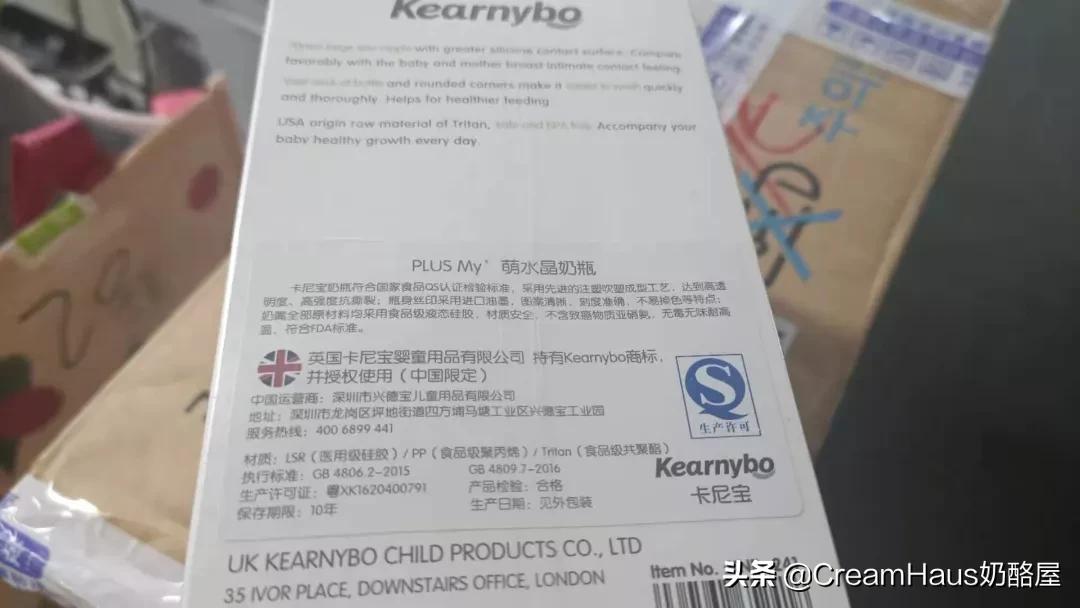 Kearnybo
with greater silicone contact surface. Compare
favorably with the baby and mother breast intimate contact feeling.
and rounded corners make it easier to wash quickly
and thoroughly. Helps for healthier feeding
USA origin raw material of Tritan, safe and BPA free. Accompany your
baby healthy growth every day.
PLUS My+ 萌水晶奶瓶
卡尼宝奶瓶符合国家食品QS认证检验标准,采用先进的注塑吹塑成型工艺,达到高透
明度、高强度抗撕裂;瓶身丝印采用进口油墨,图案清晰、刻度准确、不易掉色等特点;
奶嘴全部原材料均采用食品级液态硅胶,材质安全,不含致癌物质亚硝氨,无毒无味耐高
温,符合FDA标准。
英国卡尼宝婴童用品有限公司 持有Kearnybo商标,
并授权使用(中国限定)
中国运营商:深圳市兴德宝儿童用品有限公司
地址:深圳市龙岗区坪地街道四方埔马塘工业区兴德宝工业园
服务热线:400 6899 441
S
生产许可
材质:LSR(医用级硅胶)/ PP(食品级聚丙烯)/ Tritan(食品级共聚酯)
执行标准:GB 4806.2-2015 GB 4809.7-2016
生产许可证:粤XK1620400791 产品检验:合格
保存期限:10年 生产日期:见外包装
Kearnybo
卡尼宝
UK KEARNYBO CHILD PRODUCTS CO., LTD
35 IVOR PLACE, DOWNSTAIRS OFFICE, LONDON
Item No.
头条 @CreamHaus奶酪屋